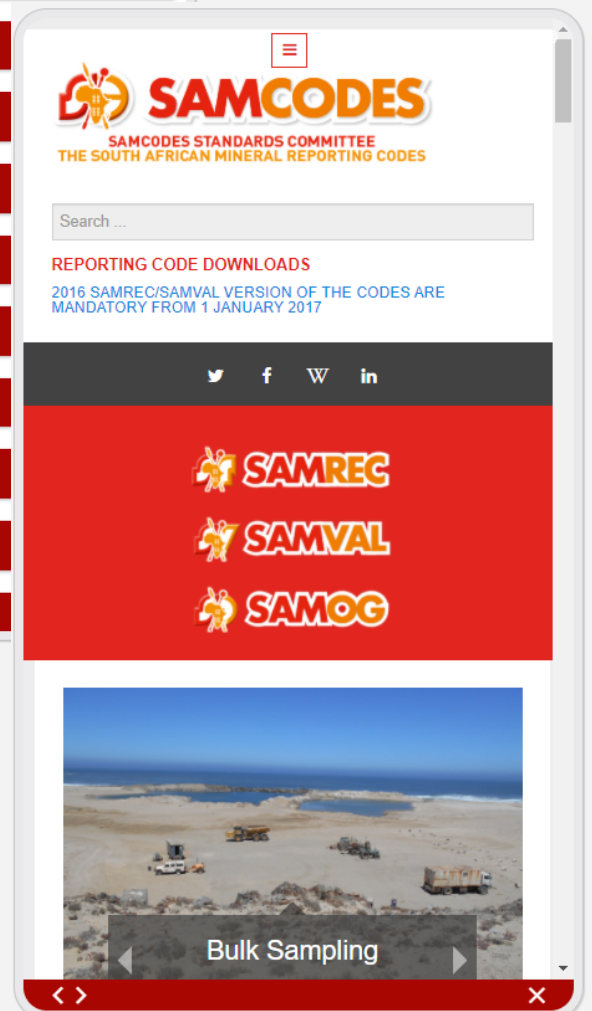 SAMCODES
SAMCODES STANDARDS COMMITTEE
THE SOUTH AFRICAN MINERAL REPORTING CODES
Search ...
REPORTING CODE DOWNLOADS
2016 SAMREC/SAMVAL VERSION OF THE CODES ARE
MANDATORY FROM 1 JANUARY 2017
SAMREC
SAMVAL
SAMOG
Bulk Sampling